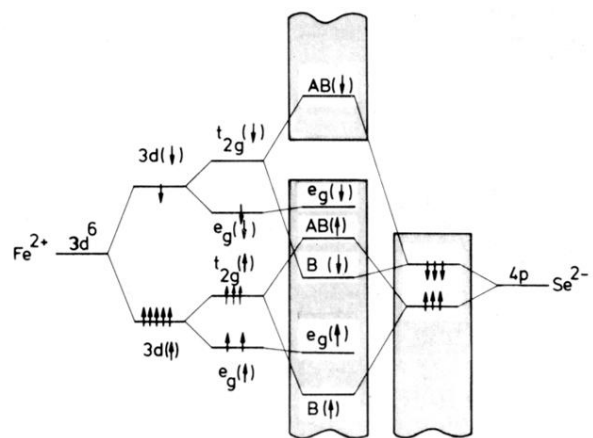 AB(↓)
t2g(↓)
3d(↓)
eg(↓)
eg(↓)
AB(↑)
Fe2+ 3d6
t2g(↑)
B (↓)
4p Se2-
3d(↑)
eg(↑)
eg(↑)
B(↑)